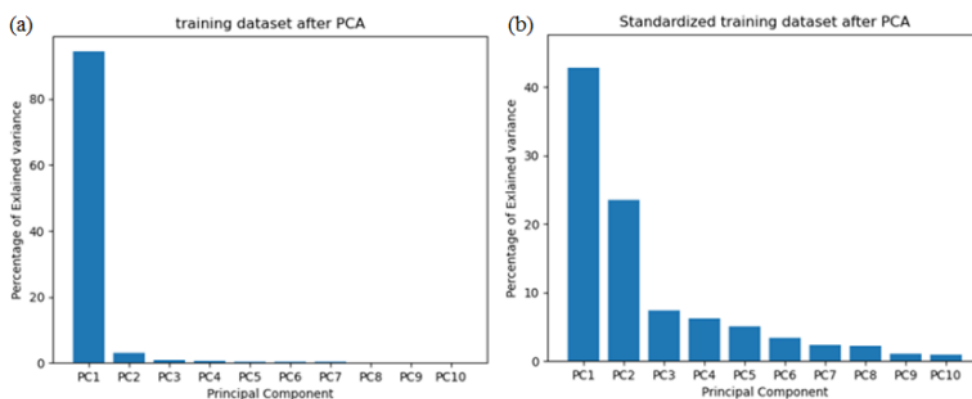 (a)
training dataset after PCA
Percentage of Exlained variance
80
60
40
20
0
PC1 PC2 PC3 PC4 PC5 PC6 PC7 PC8 PC9 PC10
Principal Component
(b)
Standardized training dataset after PCA
Percentage of Exlained variance
40
30
20
10
0
PC1 PC2 PC3 PC4 PC5 PC6 PC7 PC8 PC9 PC10
Principal Component